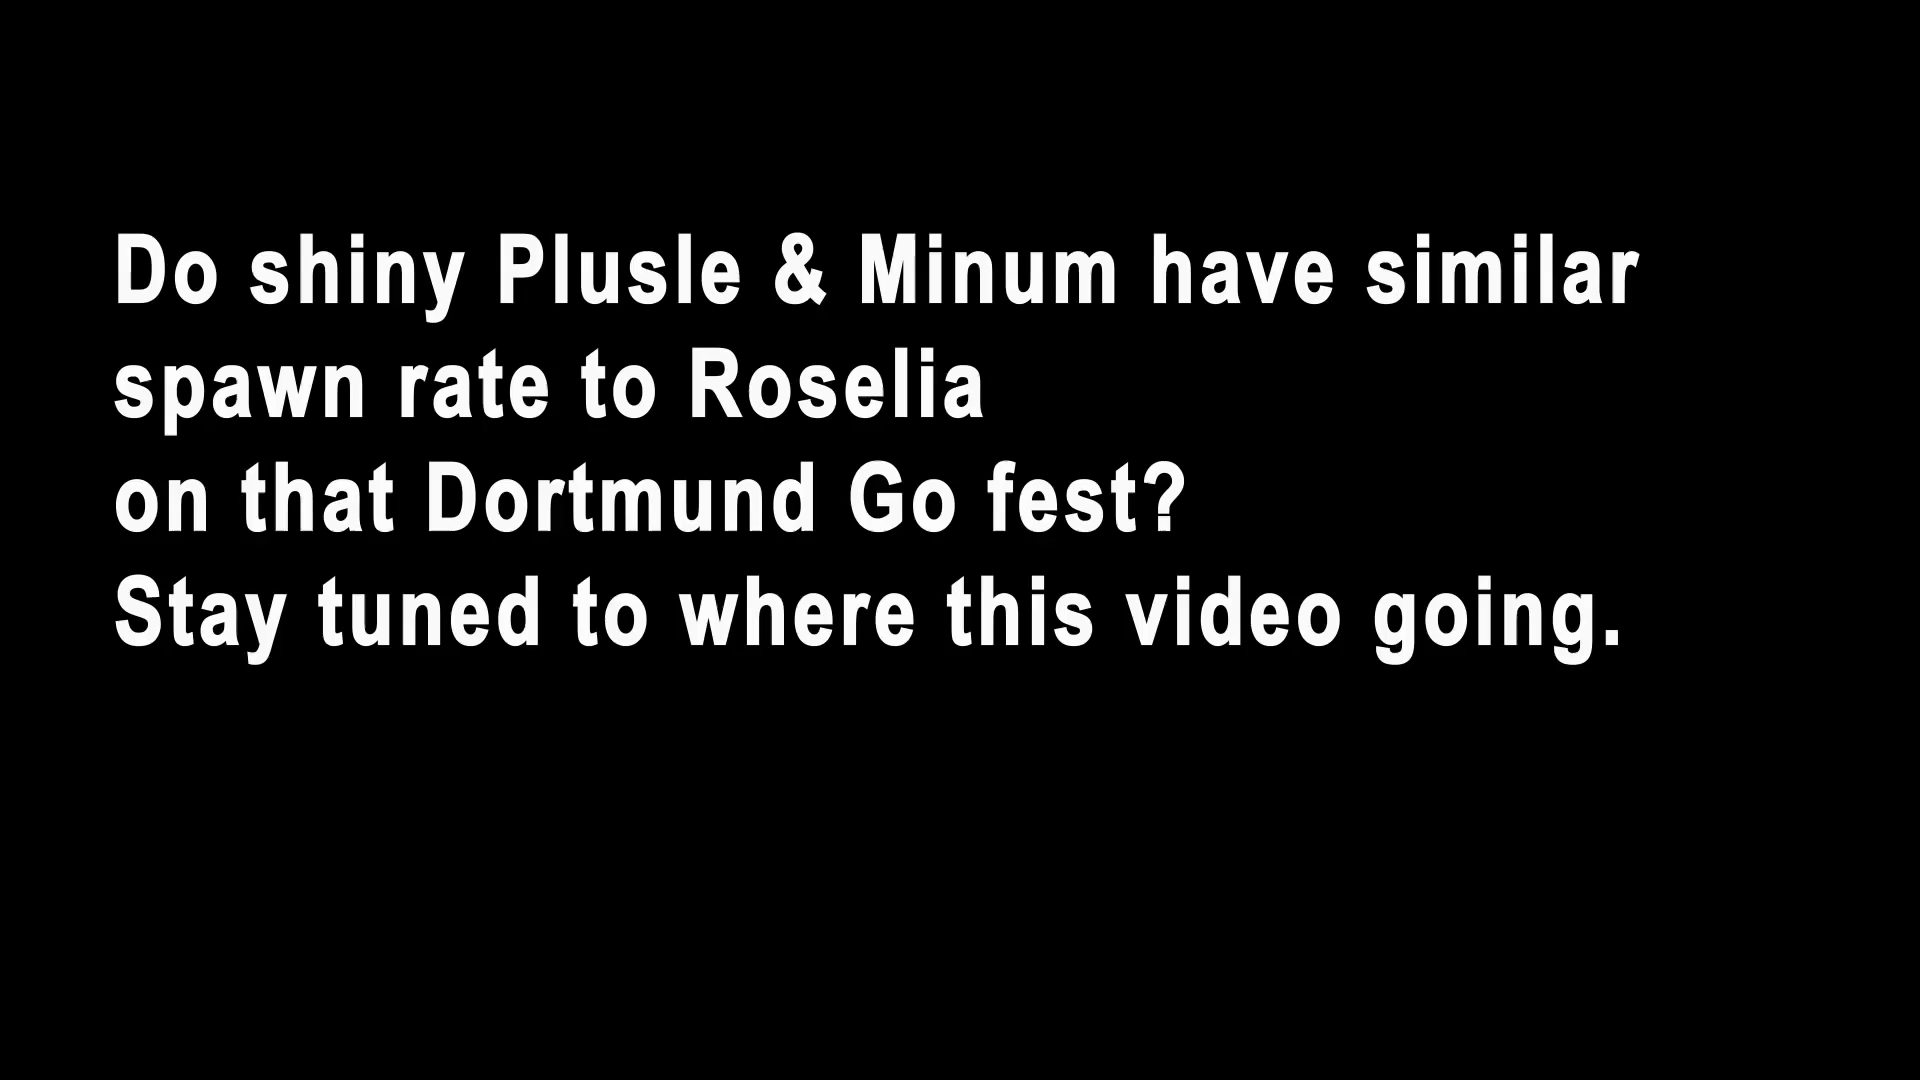 Do shiny Plusle & Minum have similar
spawn rate to Roselia
on that Dortmund Go fest?
Stay tuned to where this video going.